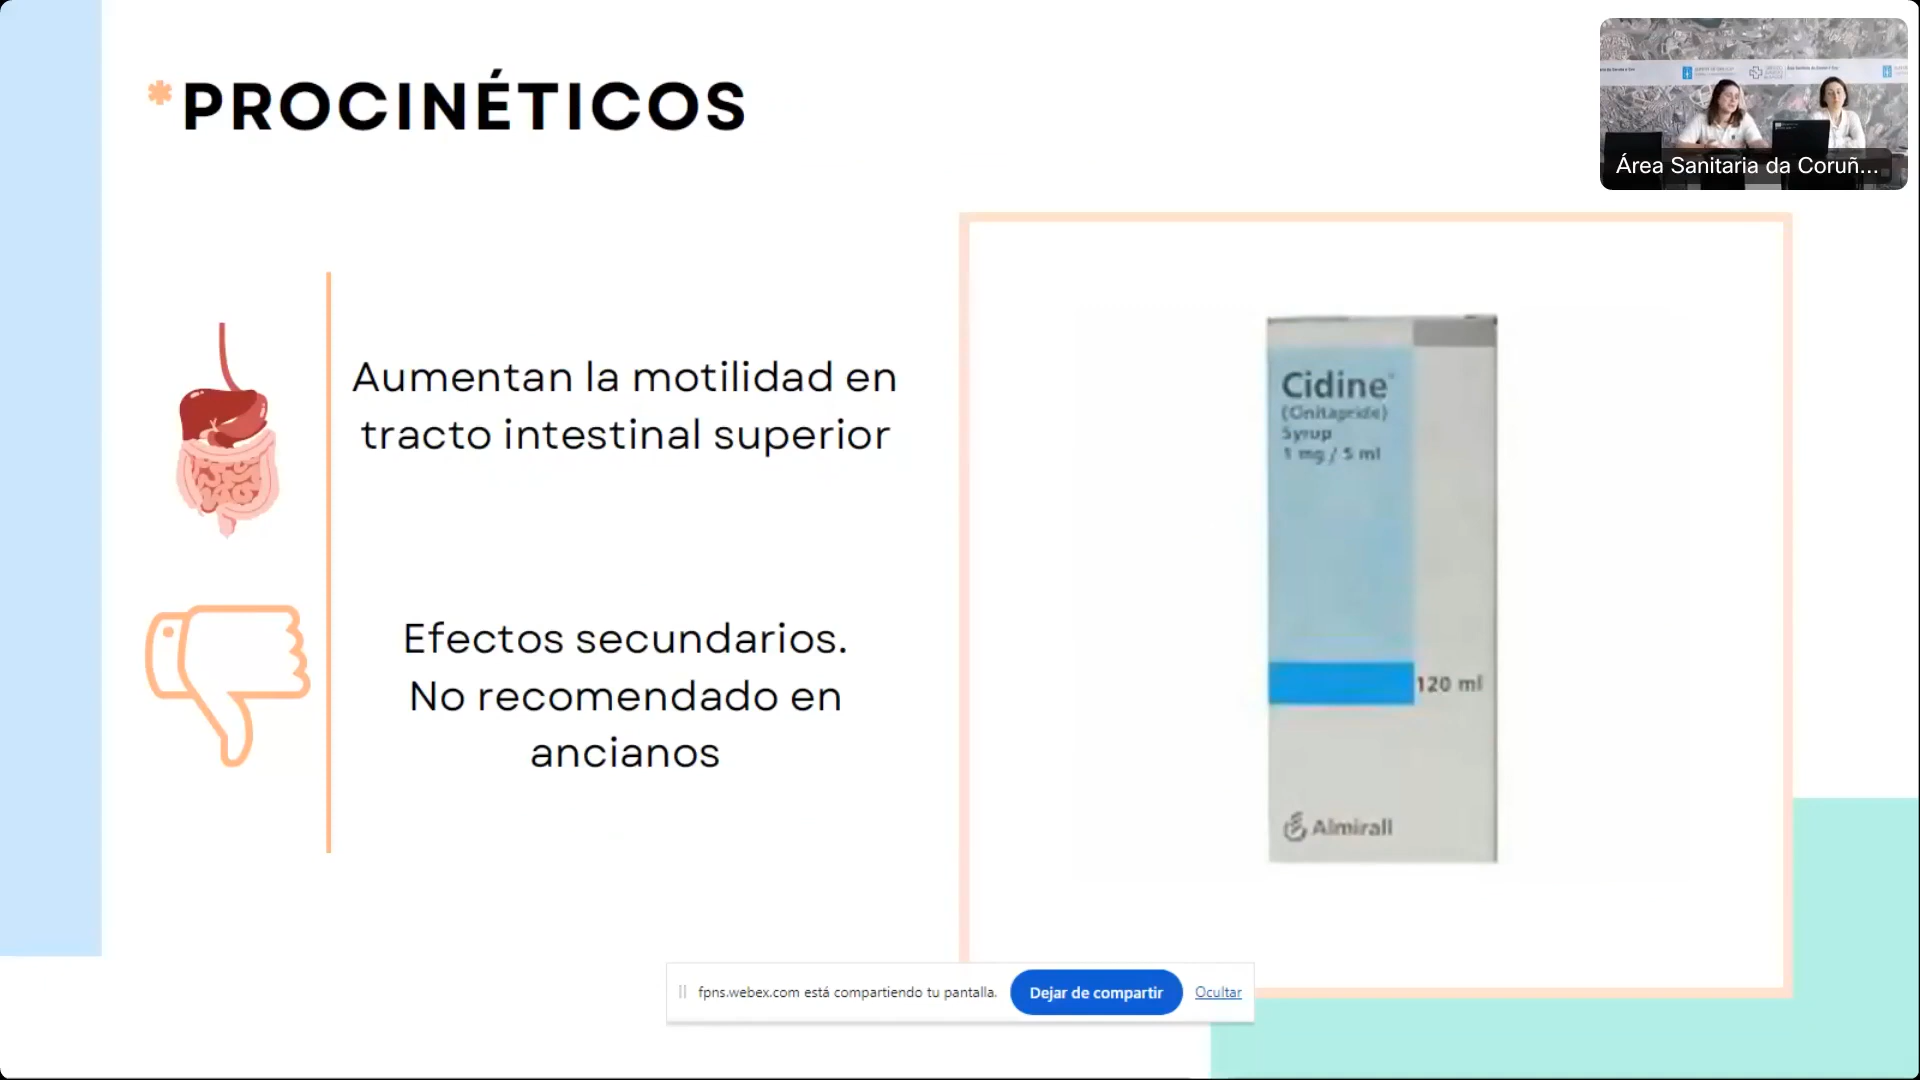 *PROCINÉTICOS
Área Sanitaria da Coruñ...
Aumentan la motilidad en
tracto intestinal superior
Efectos secundarios.
No recomendado en
ancianos
Cidine
(Cinitapride)
Syrup
1 mg / 5 ml
120 ml
Almirall
fpns.webex.com está compartiendo tu pantalla.
Dejar de compartir
Ocultar